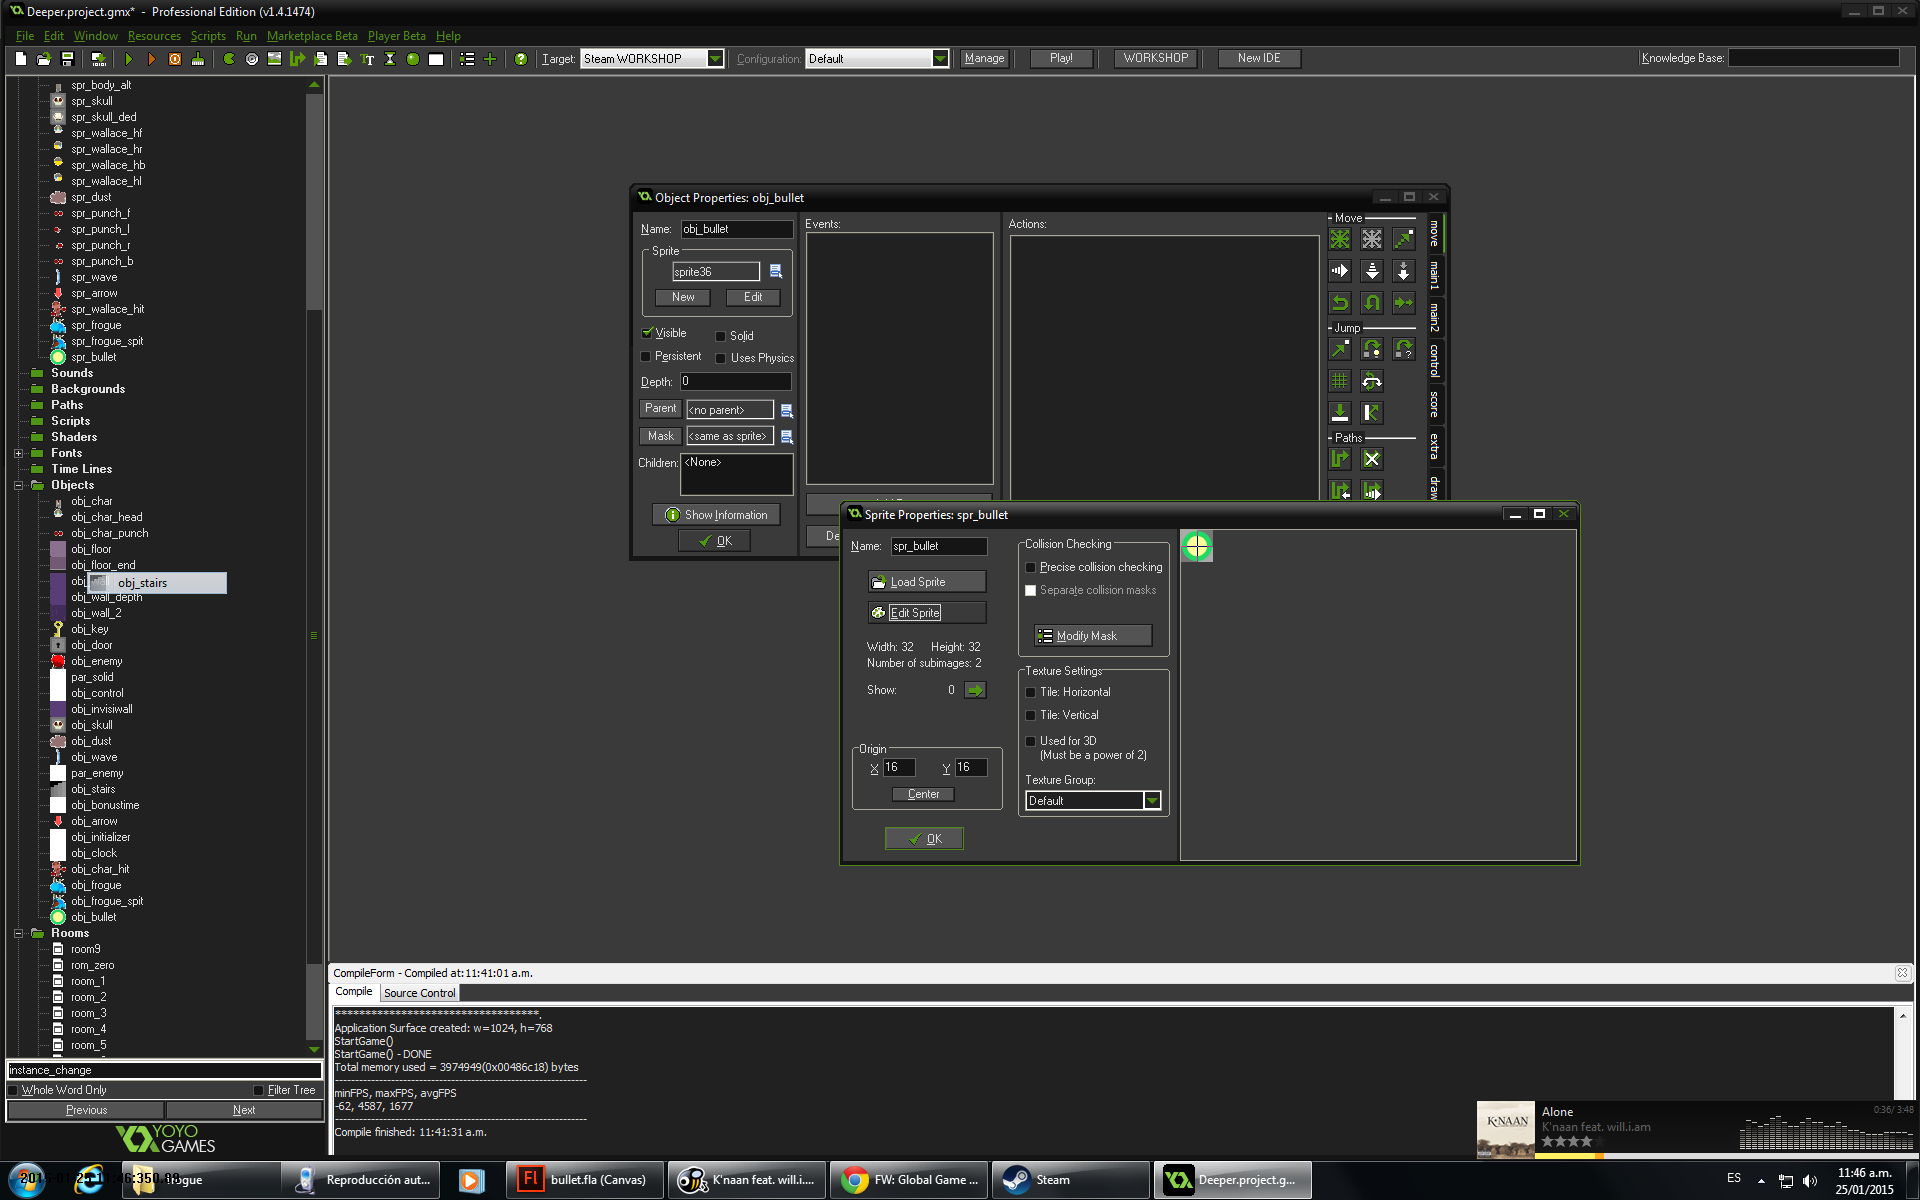 Deeper.project.gmx* - Professional Edition (v1.4.1474)
File Edit Window Resources Scripts Run Marketplace Beta Player Beta Help
Target: Steam WORKSHOP Configuration: Default Manage Play! WORKSHOP New IDE Knowledge Base:
spr_body_alt
spr_skull
spr_skull_ded
spr_wallace_hf
spr_wallace_hr
spr_wallace_hb
spr_wallace_hl
spr_dust
spr_punch_f
spr_punch_l
spr_punch_r
spr_punch_b
spr_wave
spr_arrow
spr_wallace_hit
spr_frogue
spr_frogue_spit
spr_bullet
Sounds
Backgrounds
Paths
Scripts
Shaders
Fonts
Time Lines
Objects
obj_char
obj_char_head
obj_char_punch
obj_floor
obj_floor_end
obj_stairs
obj_wall_depth
obj_wall_2
obj_key
obj_door
obj_enemy
par_solid
obj_control
obj_invisiwall
obj_skull
obj_dust
obj_wave
par_enemy
obj_stairs
obj_bonustime
obj_arrow
obj_initializer
obj_clock
obj_char_hit
obj_frogue
obj_frogue_spit
obj_bullet
Rooms
room9
rom_zero
room_1
room_2
room_3
room_4
room_5
instance_change
Whole Word Only Filter Tree
Previous Next
YOYO GAMES
Object Properties: obj_bullet
Name: obj_bullet
Sprite
sprite36
New Edit
Visible Solid
Persistent Uses Physics
Depth: 0
Parent <no parent>
Mask <same as sprite>
Children: <None>
Show Information
OK
Events:
De
Actions:
Move
Jump
Paths
move
main1
main2
control
score
extra
draw
Sprite Properties: spr_bullet
Name: spr_bullet
Load Sprite
Edit Sprite
Width: 32 Height: 32
Number of subimages: 2
Show: 0
Origin
X 16 Y 16
Center
OK
Collision Checking
Precise collision checking
Separate collision masks
Modify Mask
Texture Settings
Tile: Horizontal
Tile: Vertical
Used for 3D
(Must be a power of 2)
Texture Group:
Default
CompileForm - Compiled at:11:41:01 a.m.
Compile Source Control
Application Surface created: w=1024, h=768
StartGame()
StartGame() - DONE
Total memory used = 3974949(0x00486c18) bytes
minFPS, maxFPS, avgFPS
-62, 4587, 1677
Compile finished: 11:41:31 a.m.
K'NAAN
Alone
K'naan feat. will.i.am
0:36/ 3:48
Reproducción aut...
bullet.fla (Canvas)
K'naan feat. will.i....
FW: Global Game ...
Steam
Deeper.project.g...
ES
11:46 a.m.
25/01/2015